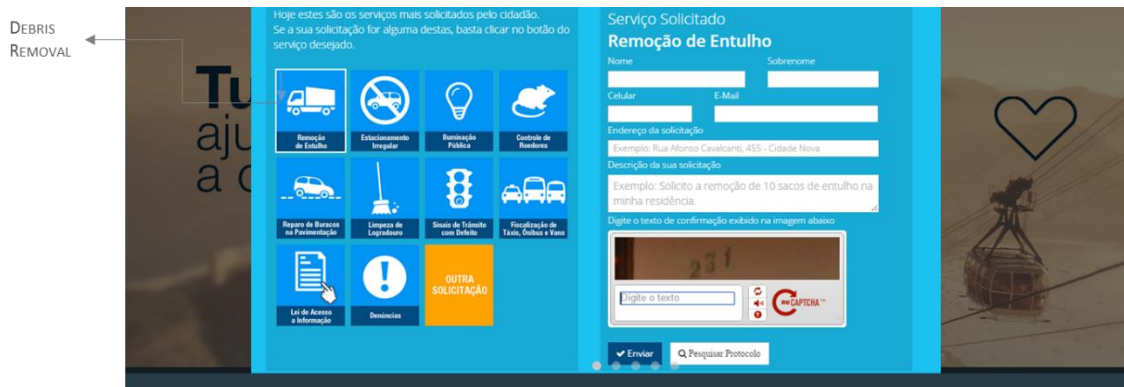 DEBRIS
REMOVAL
Tu
aju
a c
Hoje estes são os serviços mais solicitados pelo cidadão.
Se a sua solicitação for alguma destas, basta clicar no botão do
serviço desejado.
Remoção
de Entulho
Estacionamento
Irregular
Iluminação
Pública
Controle de
Roedores
Reparo de Buracos
na Pavimentação
Limpeza de
Logradouro
Sinais de Trânsito
com Defeito
Fiscalização de
Táxis, Ônibus e Vans
Lei de Acesso
a Informação
Denúncias
OUTRA
SOLICITAÇÃO
Serviço Solicitado
Remoção de Entulho
Nome
Sobrenome
Celular
E-Mail
Endereço da solicitação
Exemplo: Rua Afonso Cavalcanti, 455 - Cidade Nova
Descrição da sua solicitação
Exemplo: Solicito a remoção de 10 sacos de entulho na
minha residência.
Digite o texto de confirmação exibido na imagem abaixo
231
Digite o texto
reCAPTCHA™
Enviar
Pesquisar Protocolo